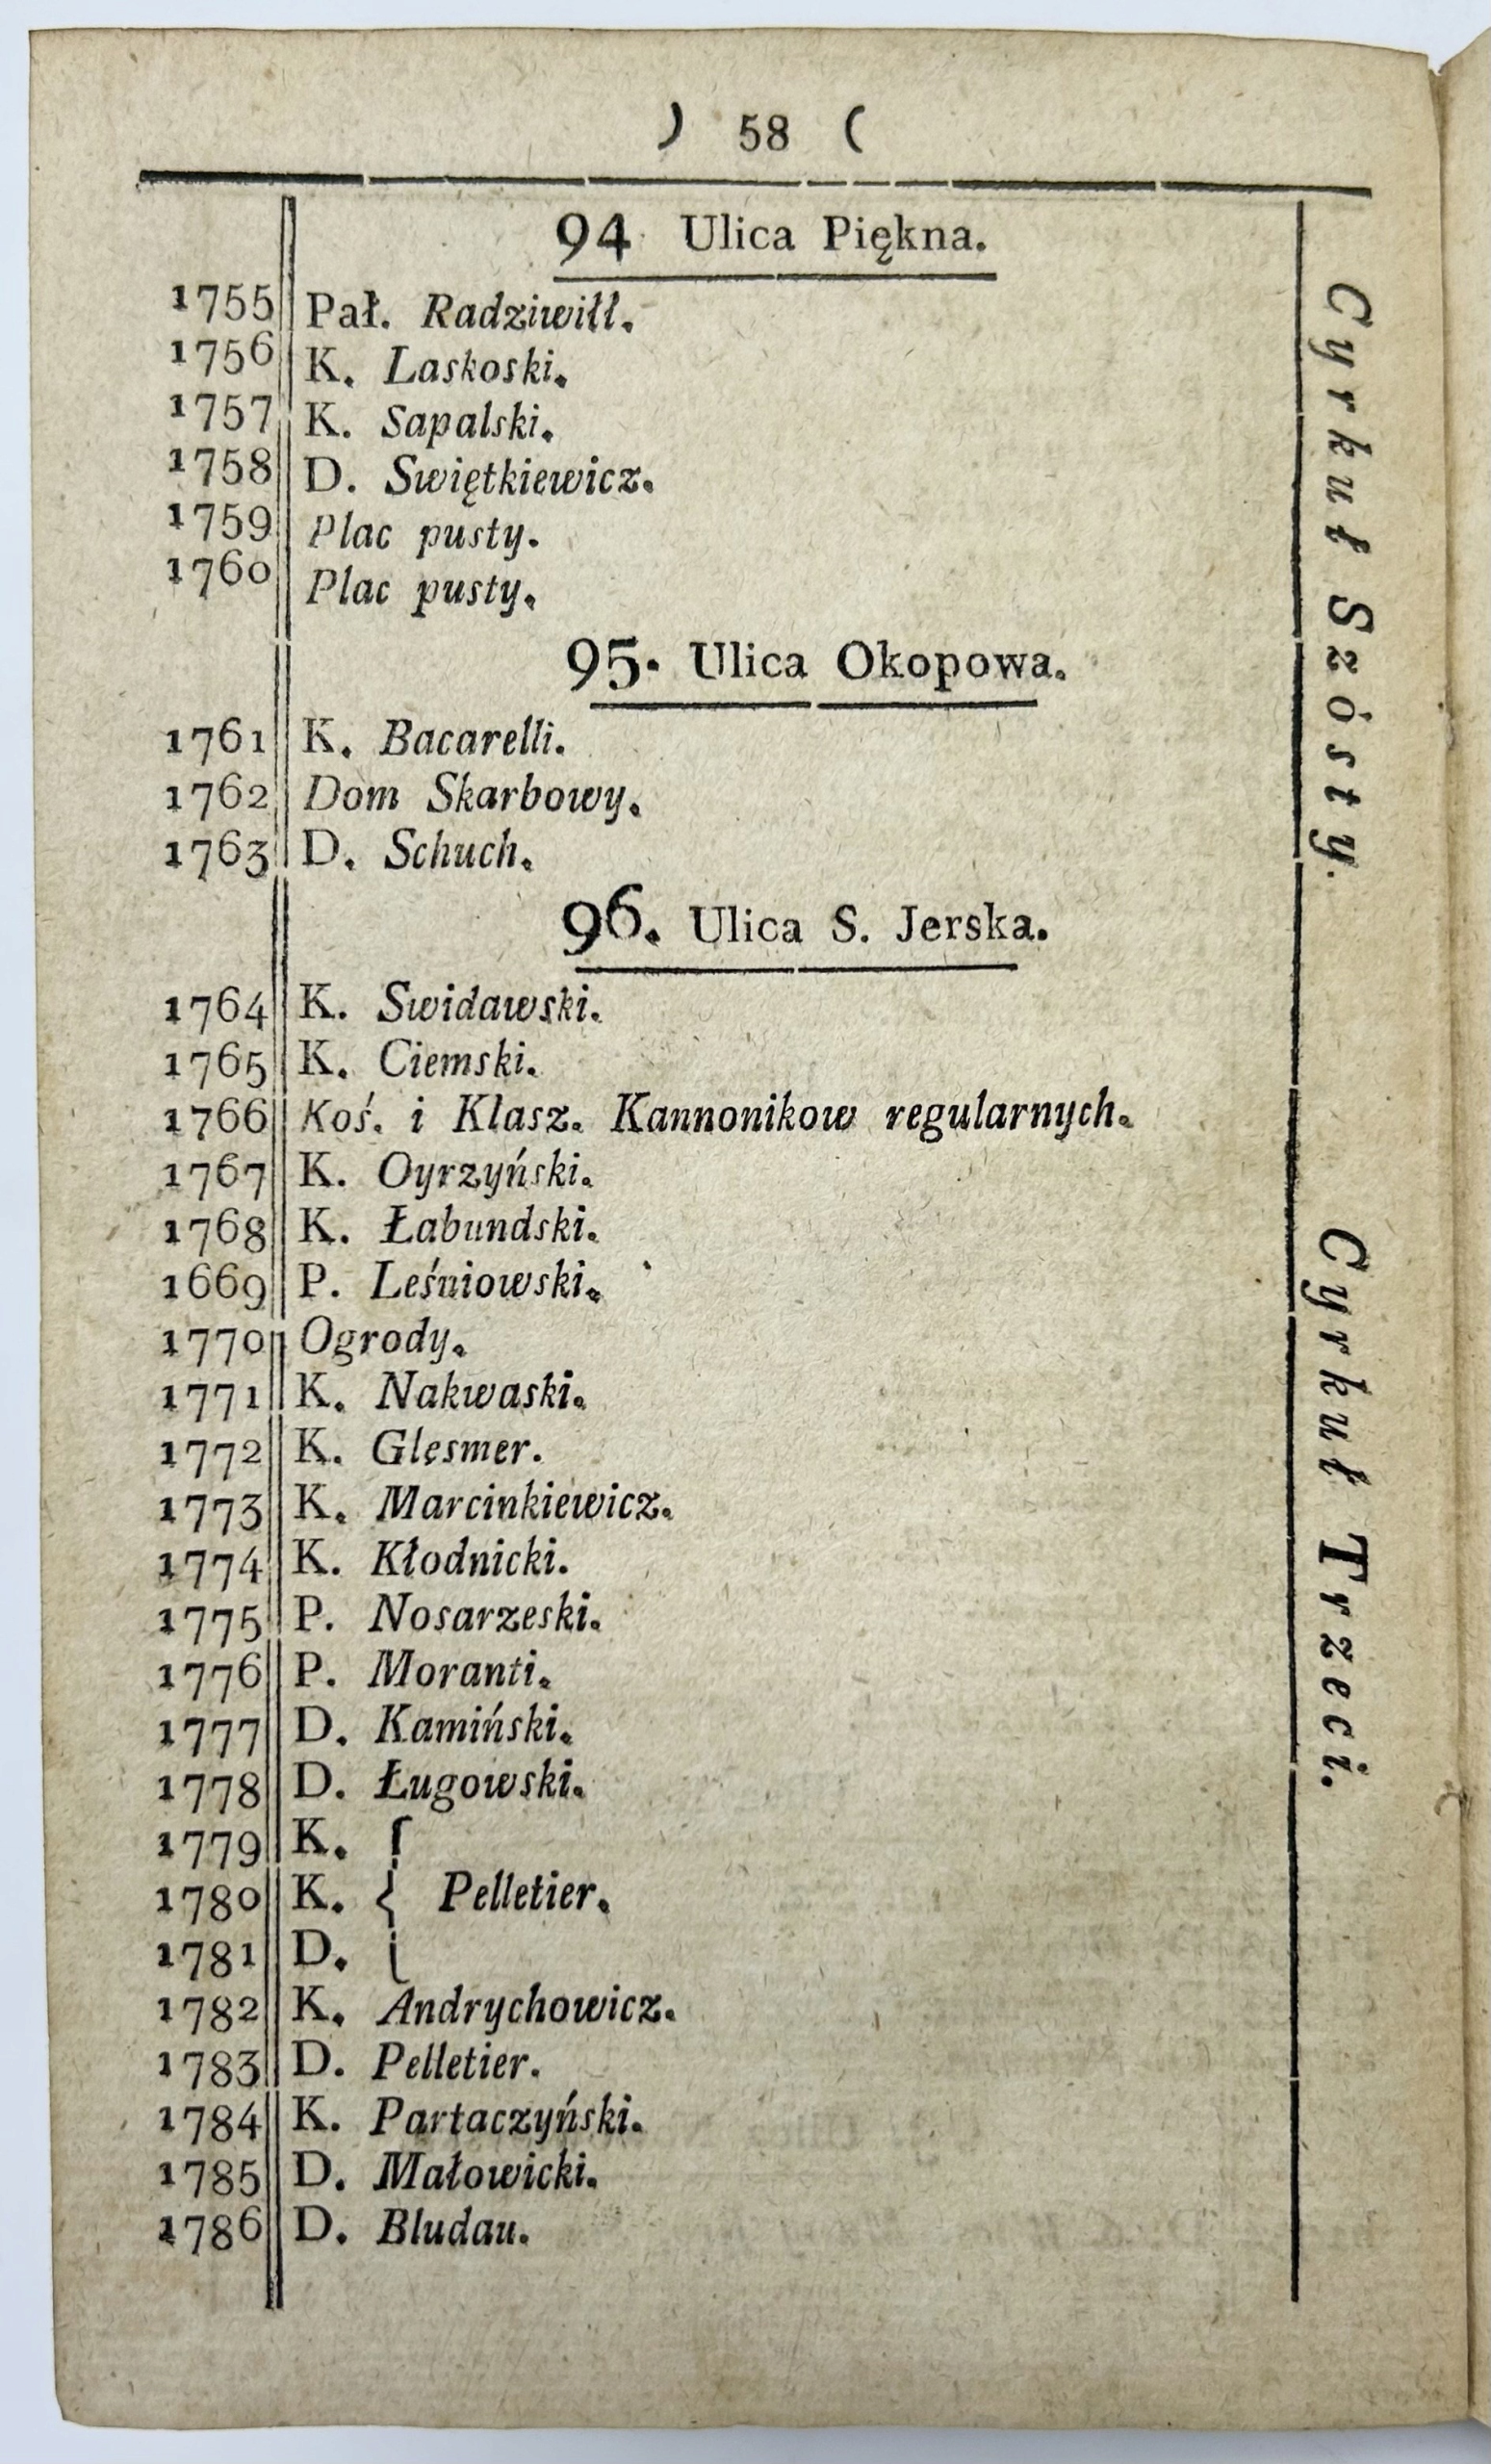 ) 58 (
94 Ulica Piękna.
1755 Pał. Radziwiłł.
1756 K. Laskoski.
1757 K. Sapalski.
1758 D. Swiętkiewicz.
1759 Plac pusty.
1760 Plac pusty.
95. Ulica Okopowa.
1761 K. Bacarelli.
1762 Dom Skarbowy.
1763 D. Schuch.
96. Ulica S. Jerska.
1764 K. Swidawski.
1765 K. Ciemski.
1766 Koś. i Klasz. Kannonikow regularnych.
1767 K. Oyrzyński.
1768 K. Łabundski.
1669 P. Leśniowski.
1770 Ogrody.
1771 K. Nakwaski.
1772 K. Glesmer.
1773 K. Marcinkiewicz.
1774 K. Kłodnicki.
1775 P. Nosarzeski.
1776 P. Moranti.
1777 D. Kamiński.
1778 D. Ługowski.
1779 K.
1780 K. { Pelletier.
1781 D.
1782 K. Andrychowicz.
1783 D. Pelletier.
1784 K. Partaczyński.
1785 D. Małowicki.
1786 D. Bludau.
Cyrkuł Szósty.
Cyrkuł Trzeci.